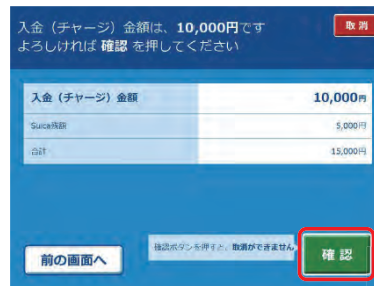 入金（チャージ）金額は、10,000円です
よろしければ 確認 を押してください
取消
入金（チャージ）金額 10,000円
Suica残額 5,000円
合計 15,000円
確認ボタンを押すと、取消ができません
前の画面へ
確認